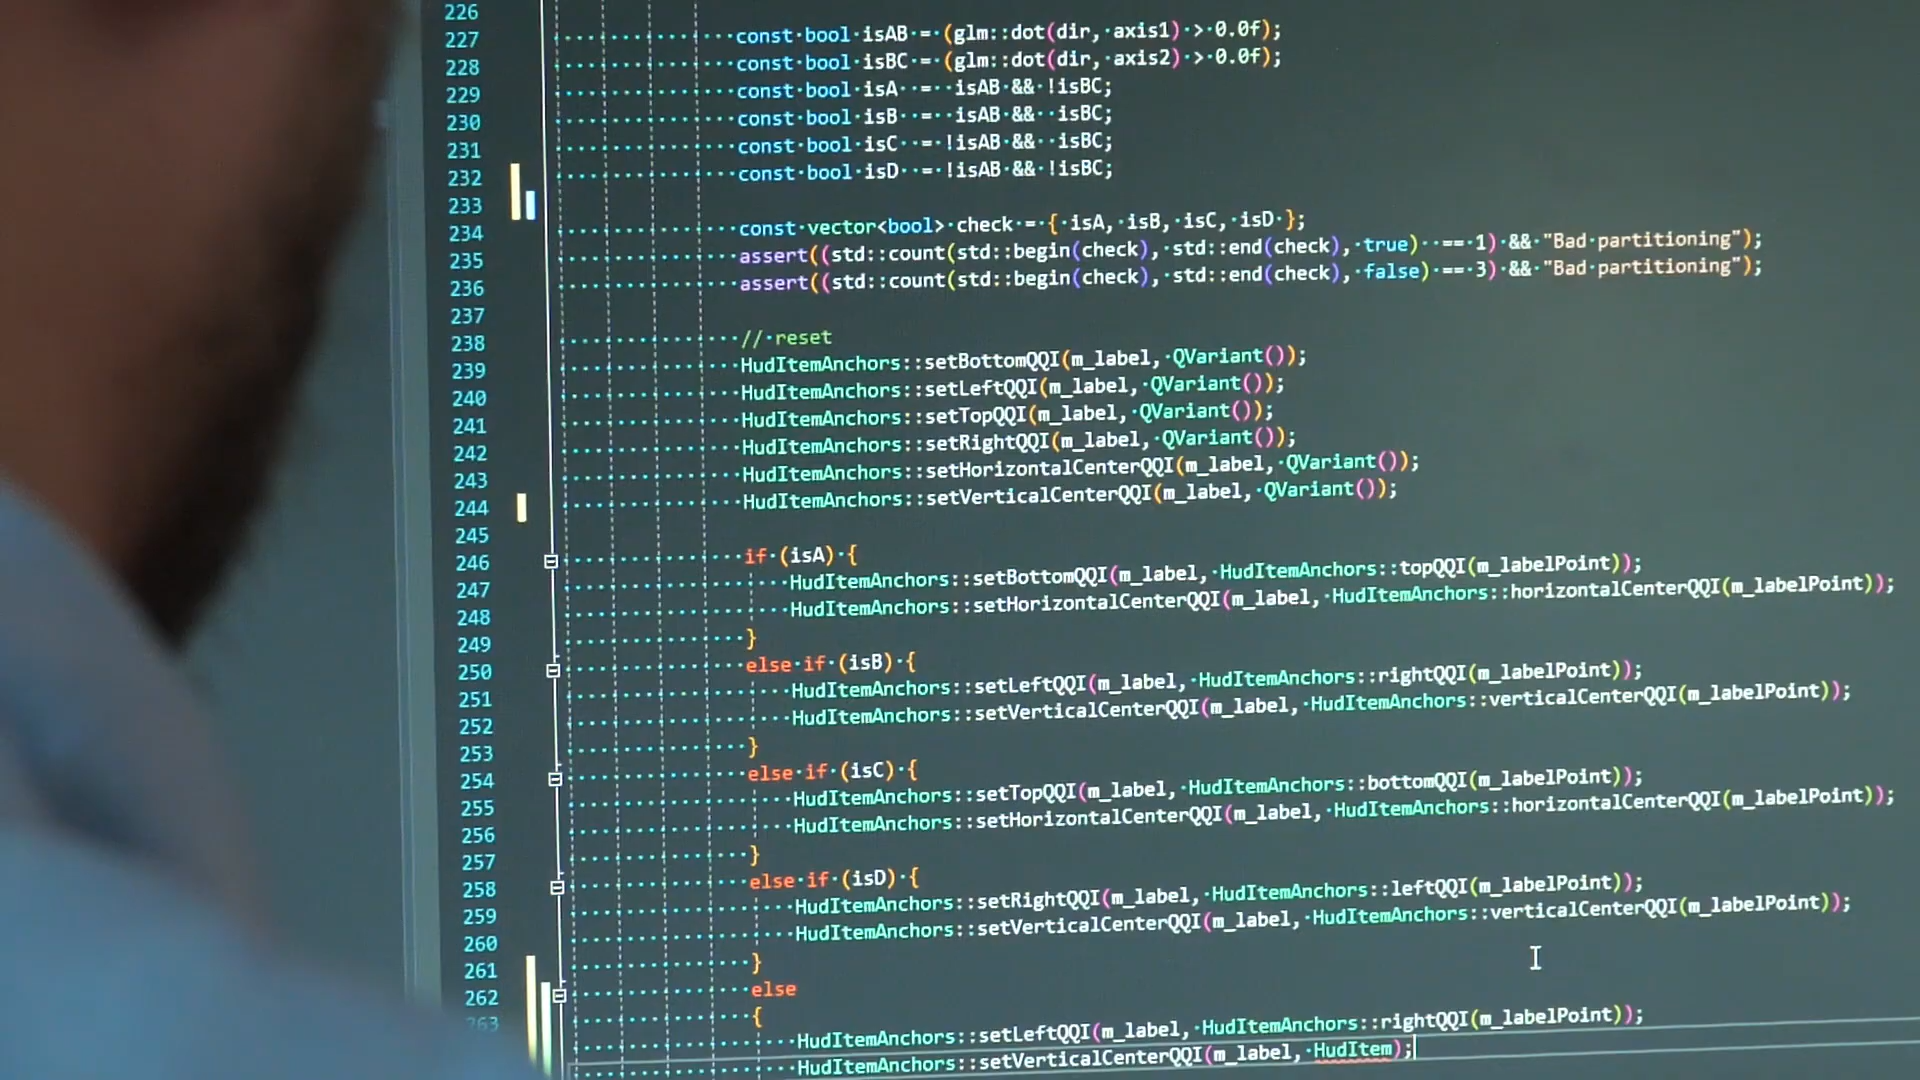 226
227 const bool isAB = (glm::dot(dir, axis1) > 0.0f);
228 const bool isBC = (glm::dot(dir, axis2) > 0.0f);
229 const bool isA  =  isAB && !isBC;
230 const bool isB  =  isAB &&  isBC;
231 const bool isC  = !isAB &&  isBC;
232 const bool isD  = !isAB && !isBC;
233
234 const vector<bool> check = { isA, isB, isC, isD };
235 assert((std::count(std::begin(check), std::end(check), true)  == 1) && "Bad partitioning");
236 assert((std::count(std::begin(check), std::end(check), false) == 3) && "Bad partitioning");
237
238 // reset
239 HudItemAnchors::setBottomQQI(m_label, QVariant());
240 HudItemAnchors::setLeftQQI(m_label, QVariant());
241 HudItemAnchors::setTopQQI(m_label, QVariant());
242 HudItemAnchors::setRightQQI(m_label, QVariant());
243 HudItemAnchors::setHorizontalCenterQQI(m_label, QVariant());
244 HudItemAnchors::setVerticalCenterQQI(m_label, QVariant());
245
246 if (isA) {
247 HudItemAnchors::setBottomQQI(m_label, HudItemAnchors::topQQI(m_labelPoint));
248 HudItemAnchors::setHorizontalCenterQQI(m_label, HudItemAnchors::horizontalCenterQQI(m_labelPoint));
249 }
250 else if (isB) {
251 HudItemAnchors::setLeftQQI(m_label, HudItemAnchors::rightQQI(m_labelPoint));
252 HudItemAnchors::setVerticalCenterQQI(m_label, HudItemAnchors::verticalCenterQQI(m_labelPoint));
253 }
254 else if (isC) {
255 HudItemAnchors::setTopQQI(m_label, HudItemAnchors::bottomQQI(m_labelPoint));
256 HudItemAnchors::setHorizontalCenterQQI(m_label, HudItemAnchors::horizontalCenterQQI(m_labelPoint));
257 }
258 else if (isD) {
259 HudItemAnchors::setRightQQI(m_label, HudItemAnchors::leftQQI(m_labelPoint));
260 HudItemAnchors::setVerticalCenterQQI(m_label, HudItemAnchors::verticalCenterQQI(m_labelPoint));
261 }
262 else
263 {
HudItemAnchors::setLeftQQI(m_label, HudItemAnchors::rightQQI(m_labelPoint));
HudItemAnchors::setVerticalCenterQQI(m_label, HudItem);